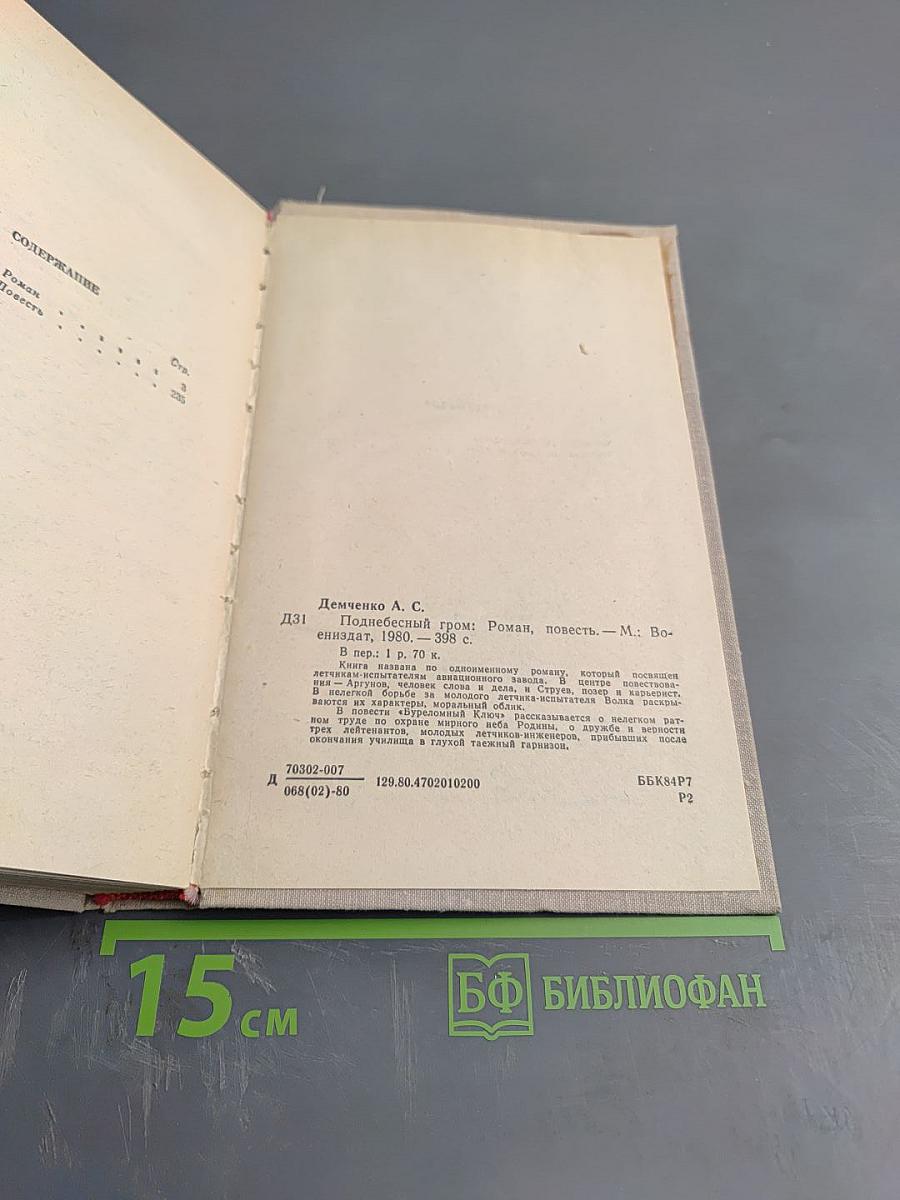 СОДЕРЖАНИЕ
Стр.
Роман . . . . . . 3
Повесть . . . . . . 235
Демченко А. С.
Д31 Поднебесный гром: Роман, повесть. — М.: Во-
ениздат, 1980. — 398 с.
В пер.: 1 р. 70 к.
Книга названа по одноименному роману, который посвящен
летчикам-испытателям авиационного завода. В центре повествова-
ния — Аргунов, человек слова и дела, и Струев, позер и карьерист.
В нелегкой борьбе за молодого летчика-испытателя Волка раскры-
ваются их характеры, моральный облик.
В повести «Буреломный Ключ» рассказывается о нелегком рат-
ном труде по охране мирного неба Родины, о дружбе и верности
трех лейтенантов, молодых летчиков-инженеров, прибывших после
окончания училища в глухой таежный гарнизон.
Д 70302-007 129.80.4702010200 ББК84Р7
068(02)-80 Р2
15 см БФ БИБЛИОФАН